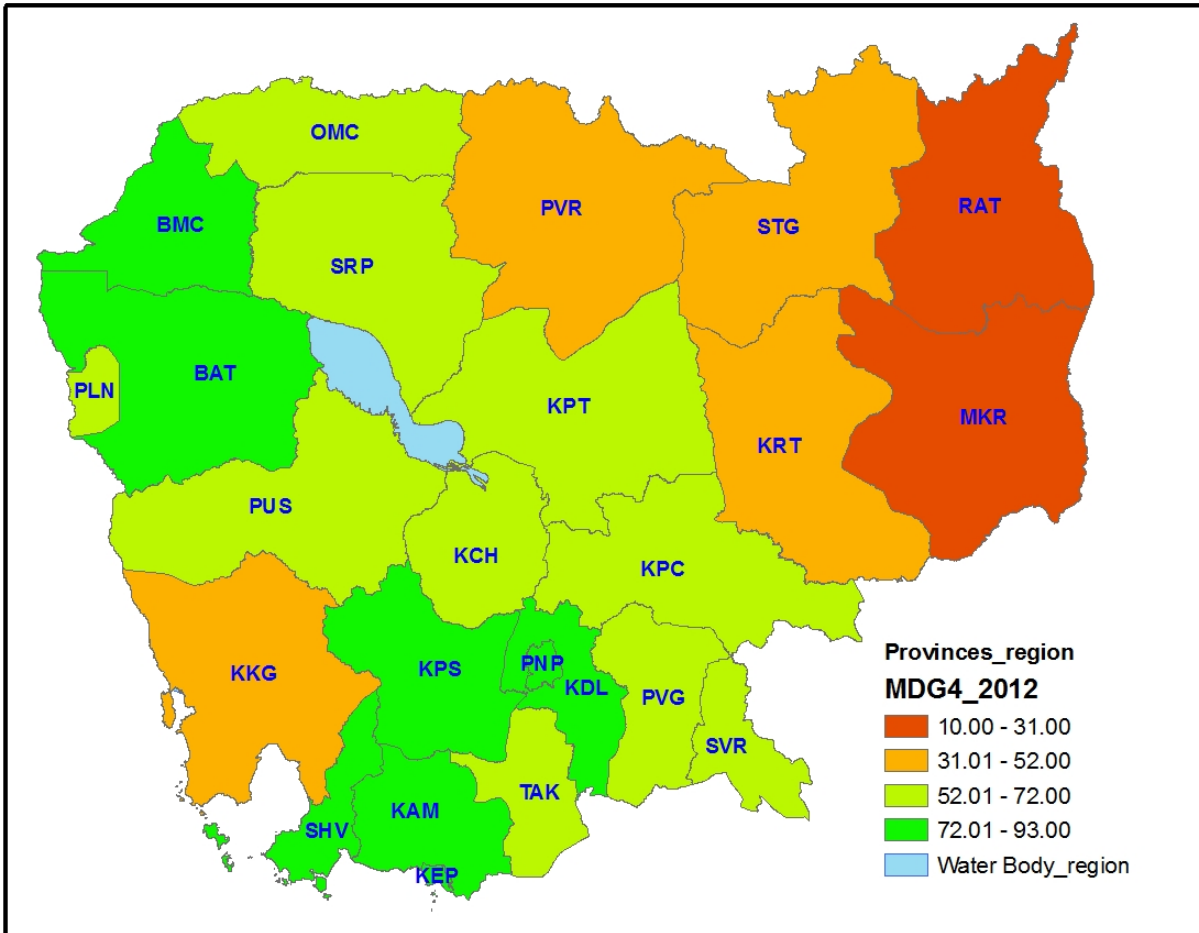 OMC
BMC
PVR
STG
RAT
SRP
PLN
BAT
KPT
KRT
MKR
PUS
KCH
KPC
KKG
KPS
PNP
KDL
PVG
SVR
TAK
KAM
SHV
KEP
Provinces_region
MDG4_2012
10.00 - 31.00
31.01 - 52.00
52.01 - 72.00
72.01 - 93.00
Water Body_region